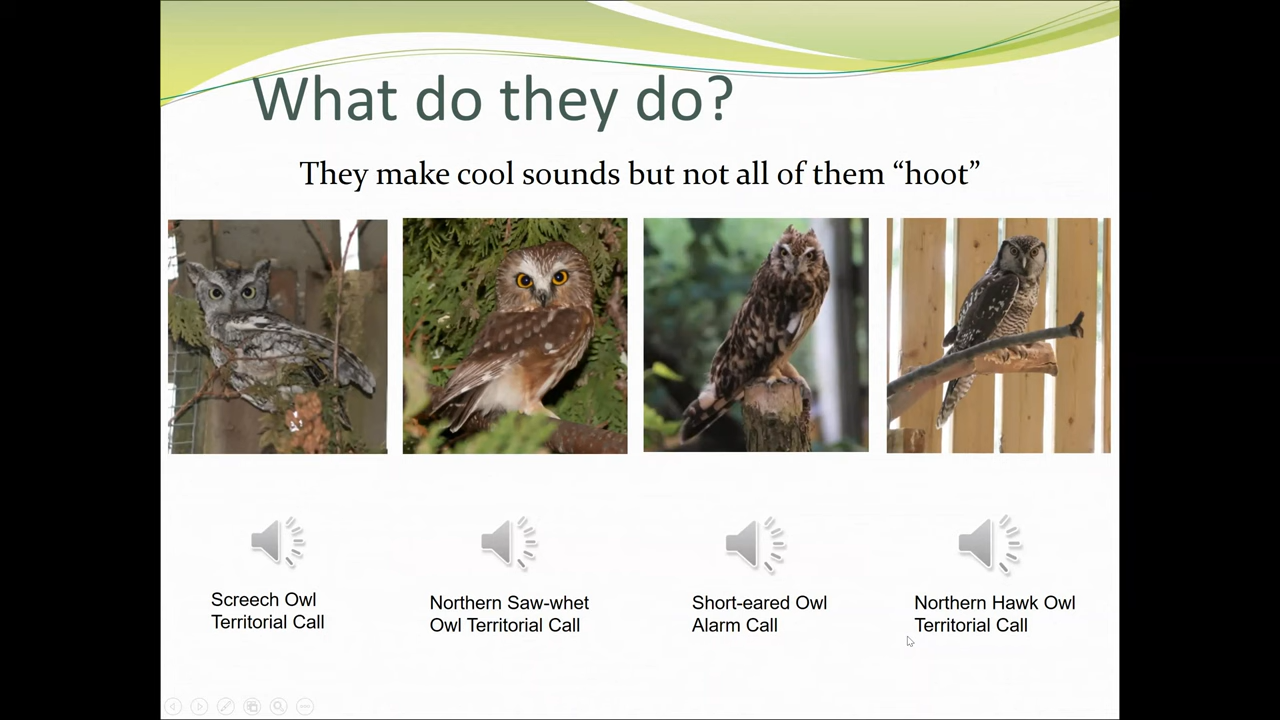 What do they do?
They make cool sounds but not all of them “hoot”
Screech Owl
Territorial Call
Northern Saw-whet
Owl Territorial Call
Short-eared Owl
Alarm Call
Northern Hawk Owl
Territorial Call